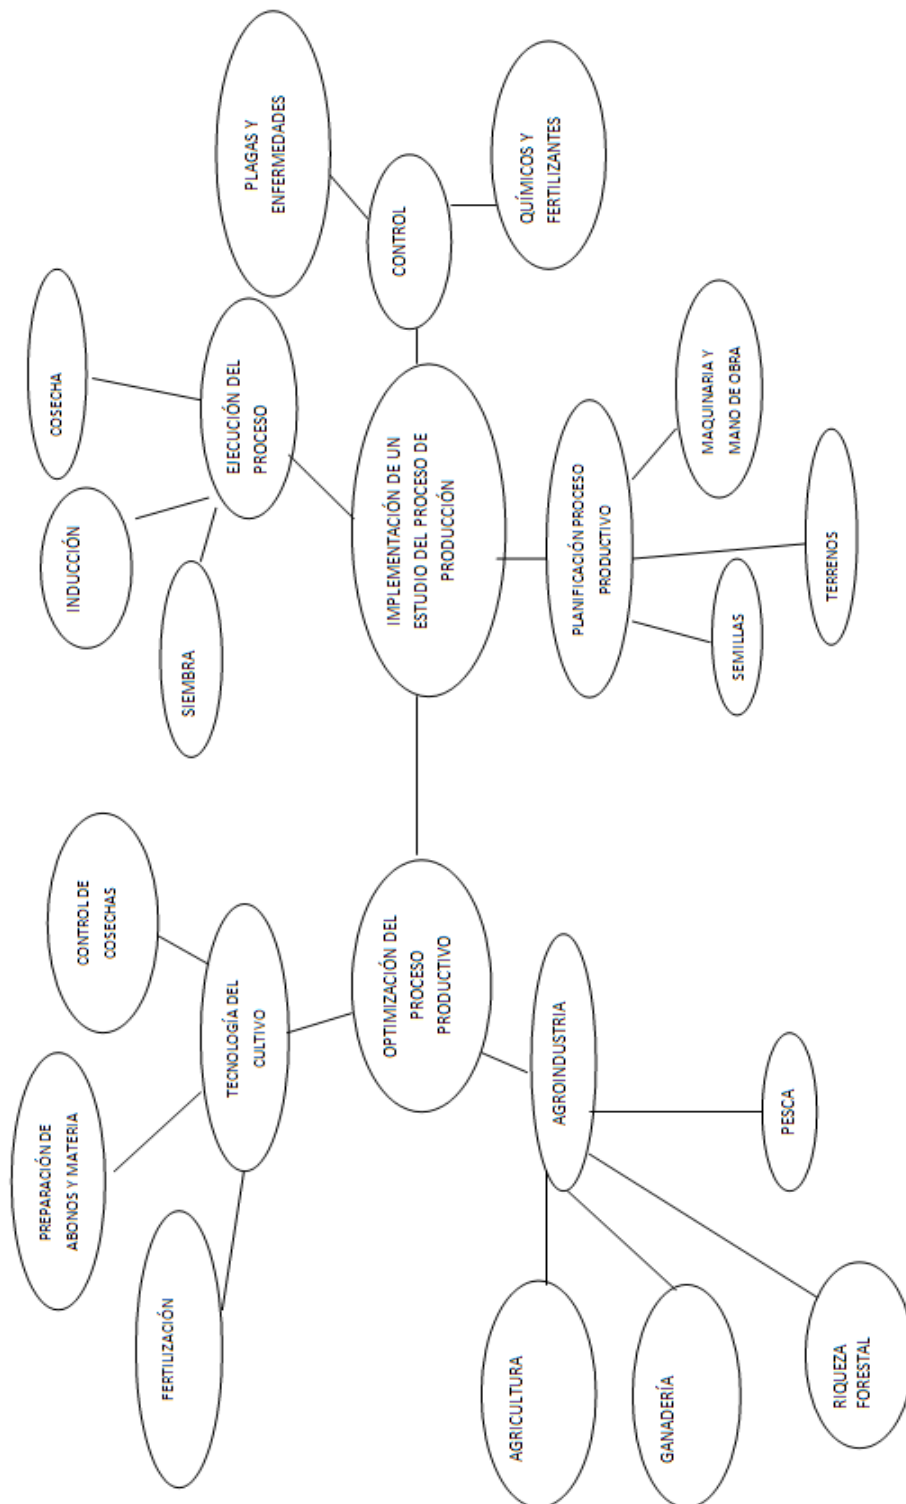 FERTILIZACIÓN
PREPARACIÓN DE
ABONOS Y MATERIA
CONTROL DE
COSECHAS
TECNOLOGÍA DEL
CULTIVO
OPTIMIZACIÓN DEL
PROCESO
PRODUCTIVO
AGROINDUSTRIA
AGRICULTURA
GANADERÍA
RIQUEZA
FORESTAL
PESCA
SIEMBRA
INDUCCIÓN
COSECHA
EJECUCIÓN DEL
PROCESO
IMPLEMENTACIÓN DE UN
ESTUDIO DEL PROCESO DE
PRODUCCIÓN
PLANIFICACIÓN PROCESO
PRODUCTIVO
SEMILLAS
TERRENOS
MAQUINARIA Y
MANO DE OBRA
PLAGAS Y
ENFERMEDADES
CONTROL
QUÍMICOS Y
FERTILIZANTES